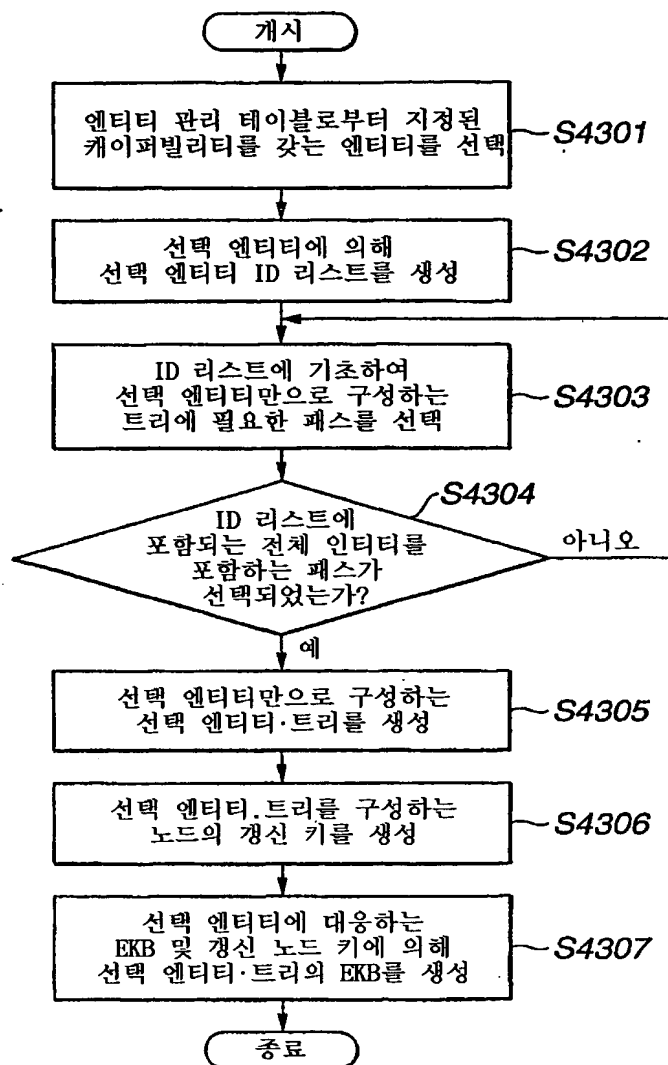 개시
엔티티 관리 테이블로부터 지정된
캐이퍼빌리티를 갖는 엔티티를 선택
S4301
선택 엔티티에 의해
선택 엔티티 ID 리스트를 생성
S4302
ID 리스트에 기초하여
선택 엔티티만으로 구성하는
트리에 필요한 패스를 선택
S4303
S4304
ID 리스트에
포함되는 전체 인티티를
포함하는 패스가
선택되었는가?
아니오
예
선택 엔티티만으로 구성하는
선택 엔티티·트리를 생성
S4305
선택 엔티티.트리를 구성하는
노드의 갱신 키를 생성
S4306
선택 엔티티에 대응하는
EKB 및 갱신 노드 키에 의해
선택 엔티티·트리의 EKB를 생성
S4307
종료